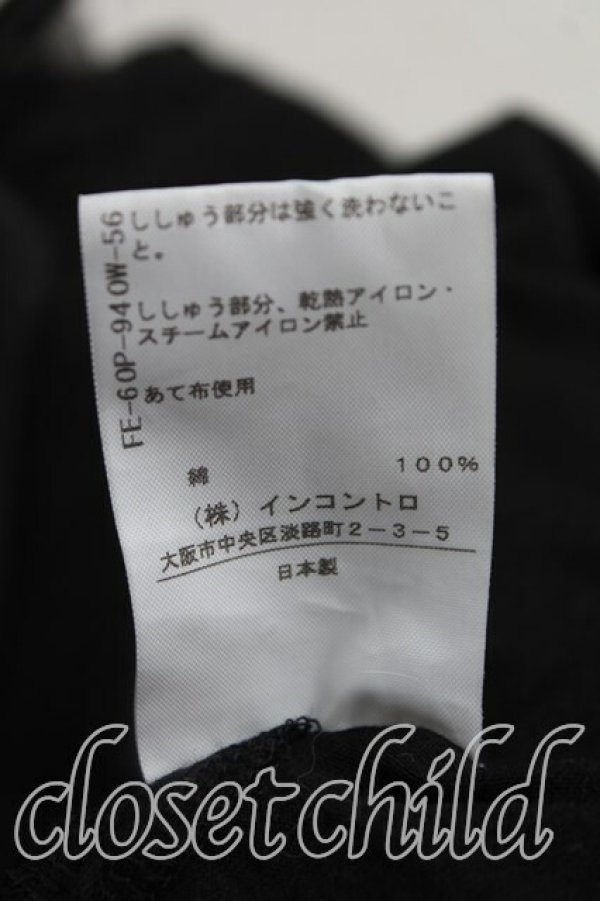 FE-60P-940W-56
ししゅう部分は強く洗わないこ
と。
ししゅう部分、乾熱アイロン・
スチームアイロン禁止
あて布使用
綿 100%
(株)インコントロ
大阪市中央区淡路町2-3-5
日本製
closet child